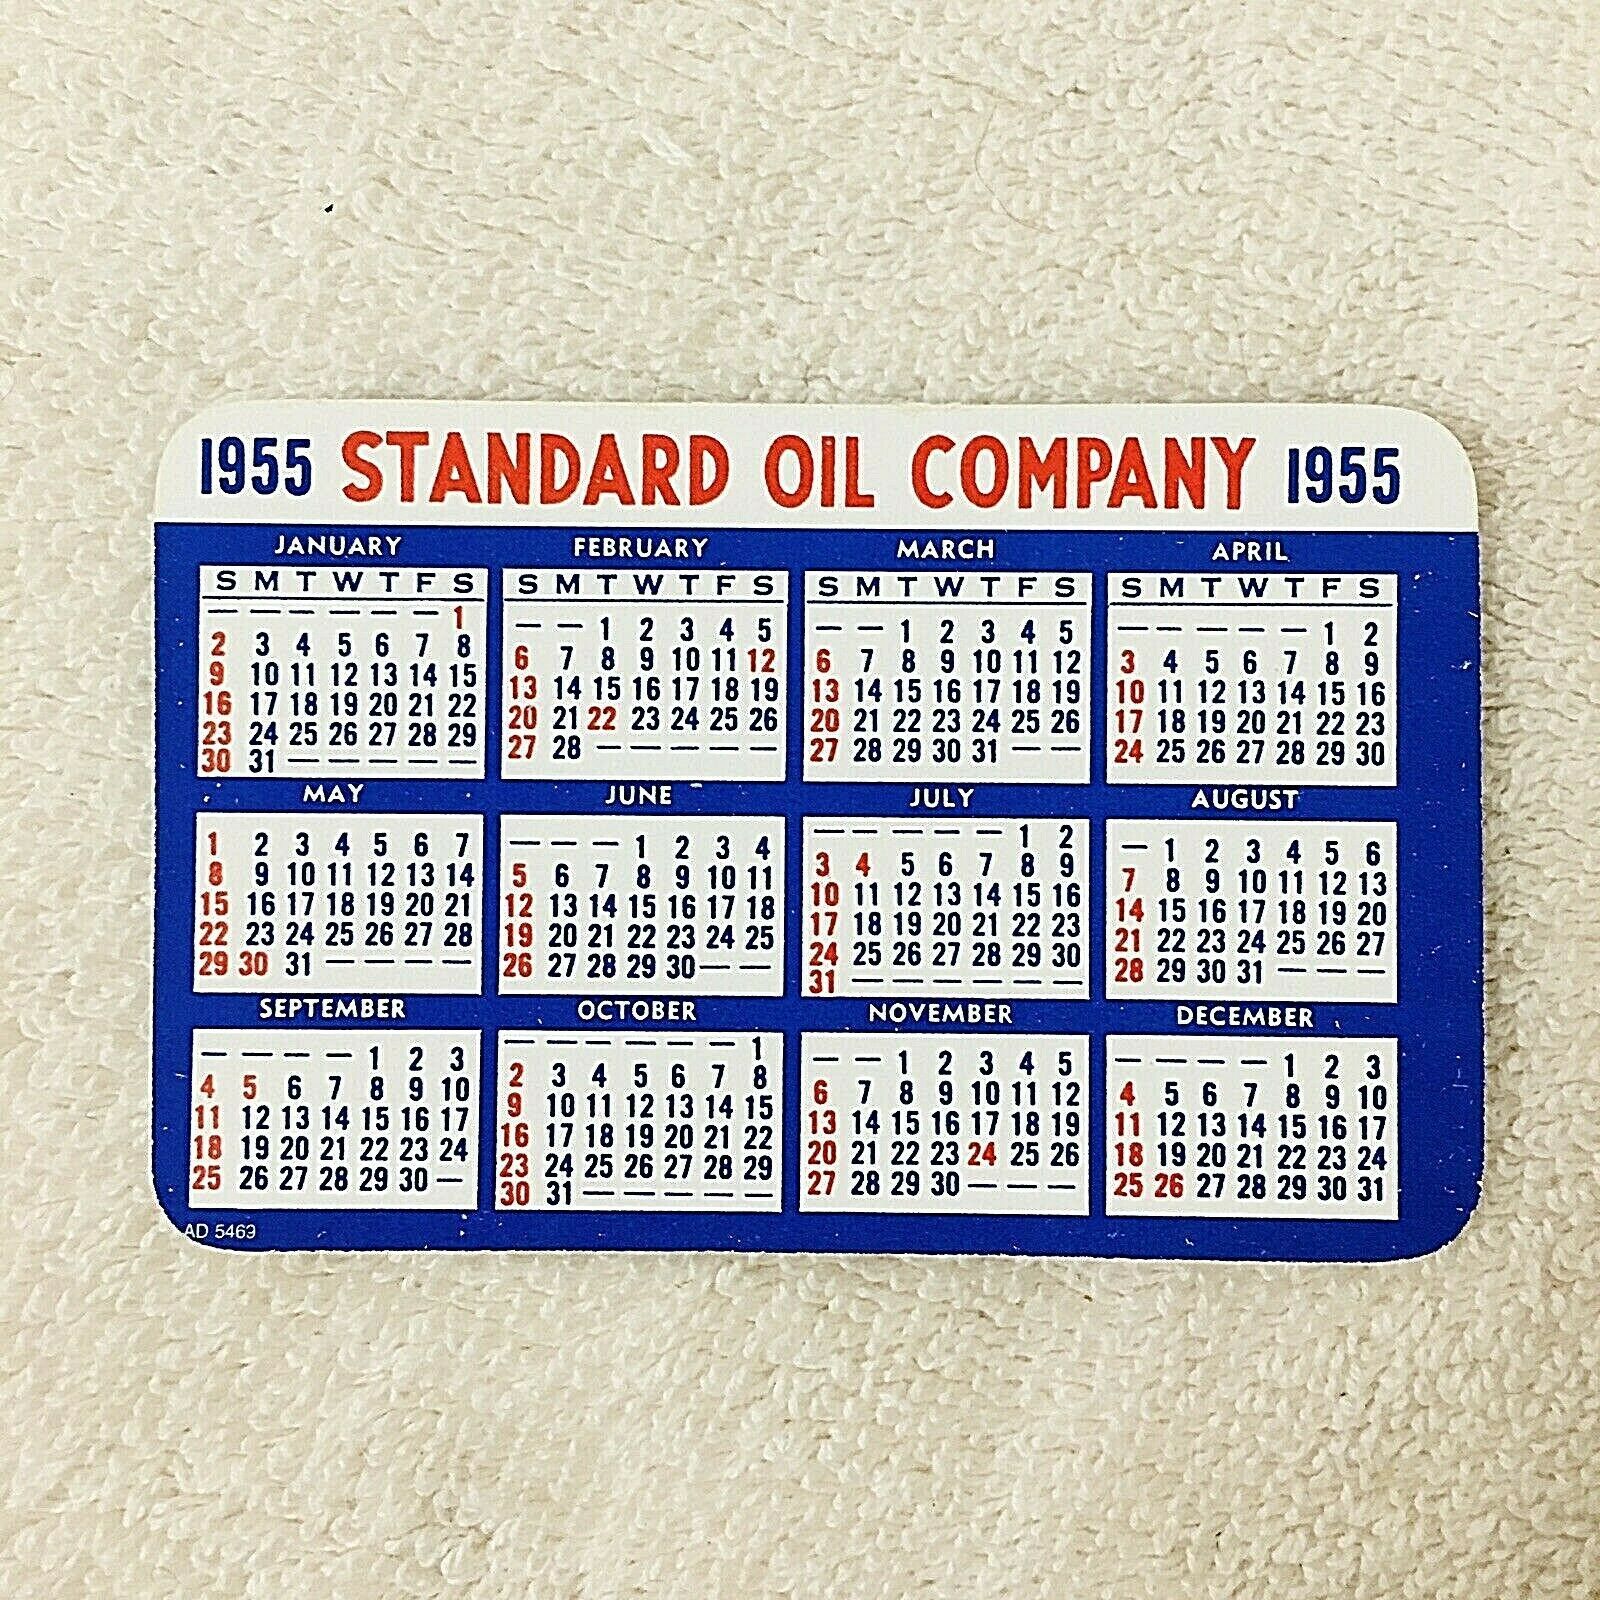 1955 STANDARD OIL COMPANY 1955
JANUARY
S M T W T F S
— — — — — — 1
2 3 4 5 6 7 8
9 10 11 12 13 14 15
16 17 18 19 20 21 22
23 24 25 26 27 28 29
30 31 — — — — —
FEBRUARY
S M T W T F S
— — 1 2 3 4 5
6 7 8 9 10 11 12
13 14 15 16 17 18 19
20 21 22 23 24 25 26
27 28 — — — — —
MARCH
S M T W T F S
— — 1 2 3 4 5
6 7 8 9 10 11 12
13 14 15 16 17 18 19
20 21 22 23 24 25 26
27 28 29 30 31 — —
APRIL
S M T W T F S
— — — — — 1 2
3 4 5 6 7 8 9
10 11 12 13 14 15 16
17 18 19 20 21 22 23
24 25 26 27 28 29 30
MAY
1 2 3 4 5 6 7
8 9 10 11 12 13 14
15 16 17 18 19 20 21
22 23 24 25 26 27 28
29 30 31 — — — —
JUNE
— — — 1 2 3 4
5 6 7 8 9 10 11
12 13 14 15 16 17 18
19 20 21 22 23 24 25
26 27 28 29 30 — —
JULY
— — — — — 1 2
3 4 5 6 7 8 9
10 11 12 13 14 15 16
17 18 19 20 21 22 23
24 25 26 27 28 29 30
31 — — — — — —
AUGUST
— 1 2 3 4 5 6
7 8 9 10 11 12 13
14 15 16 17 18 19 20
21 22 23 24 25 26 27
28 29 30 31 — — —
SEPTEMBER
— — — — 1 2 3
4 5 6 7 8 9 10
11 12 13 14 15 16 17
18 19 20 21 22 23 24
25 26 27 28 29 30 —
OCTOBER
— — — — — — 1
2 3 4 5 6 7 8
9 10 11 12 13 14 15
16 17 18 19 20 21 22
23 24 25 26 27 28 29
30 31 — — — — —
NOVEMBER
— — 1 2 3 4 5
6 7 8 9 10 11 12
13 14 15 16 17 18 19
20 21 22 23 24 25 26
27 28 29 30 — — —
DECEMBER
— — — — 1 2 3
4 5 6 7 8 9 10
11 12 13 14 15 16 17
18 19 20 21 22 23 24
25 26 27 28 29 30 31
AD 5469